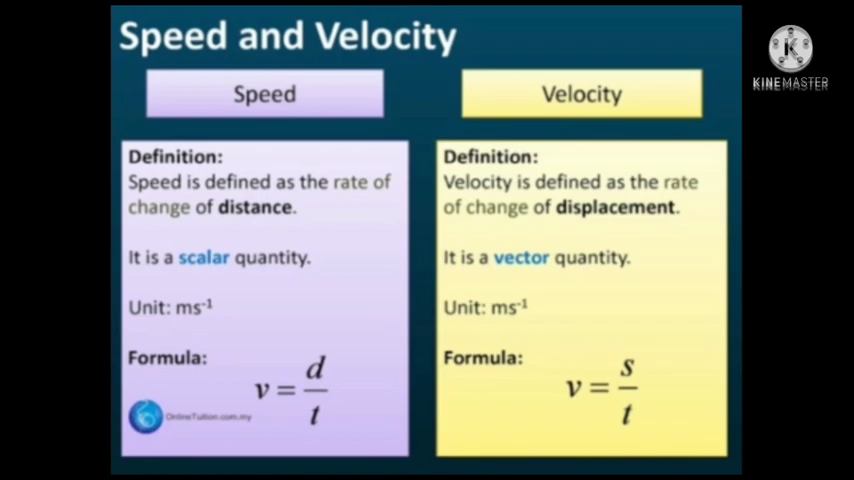 Speed and Velocity
KINEMASTER
Speed
Velocity
Definition:
Speed is defined as the rate of
change of distance.
It is a scalar quantity.
Unit: ms⁻¹
Formula:
v = d/t
OnlineTuition.com.my
Definition:
Velocity is defined as the rate
of change of displacement.
It is a vector quantity.
Unit: ms⁻¹
Formula:
v = s/t